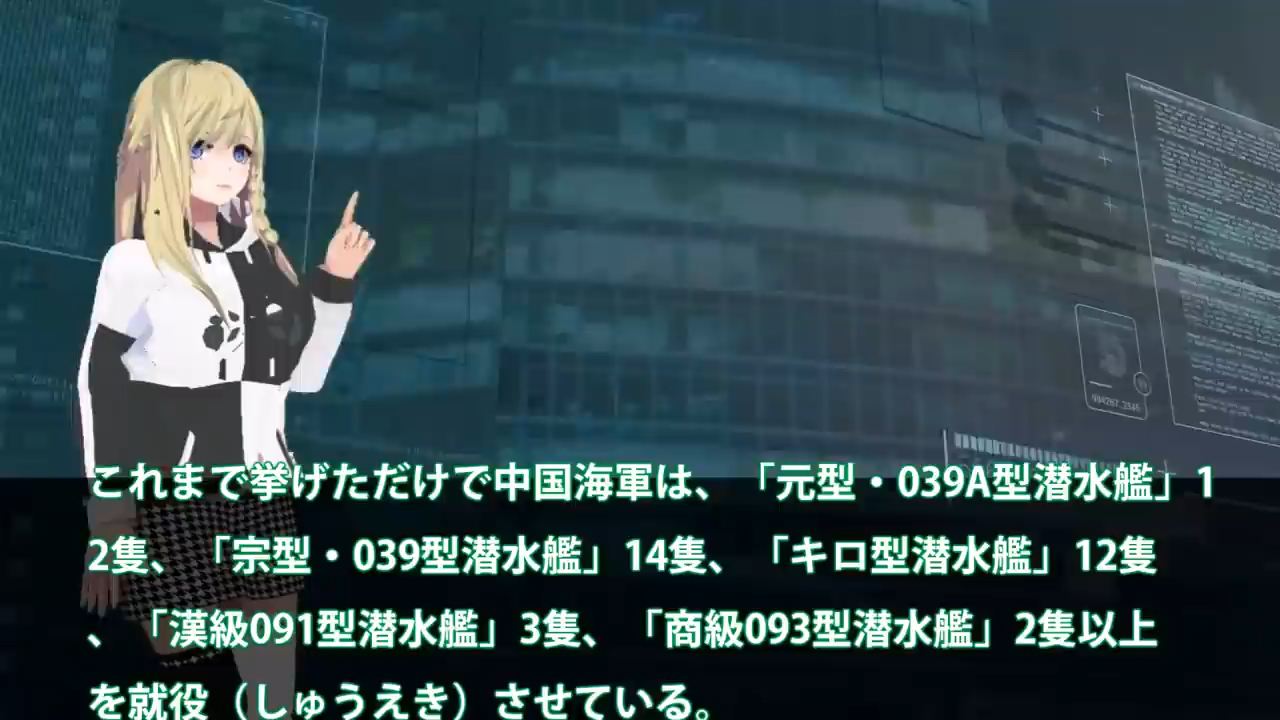 これまで挙げただけで中国海軍は、「元型・039A型潜水艦」1
2隻、「宗型・039型潜水艦」14隻、「キロ型潜水艦」12隻
、「漢級091型潜水艦」3隻、「商級093型潜水艦」2隻以上
を就役（しゅうえき）させている。